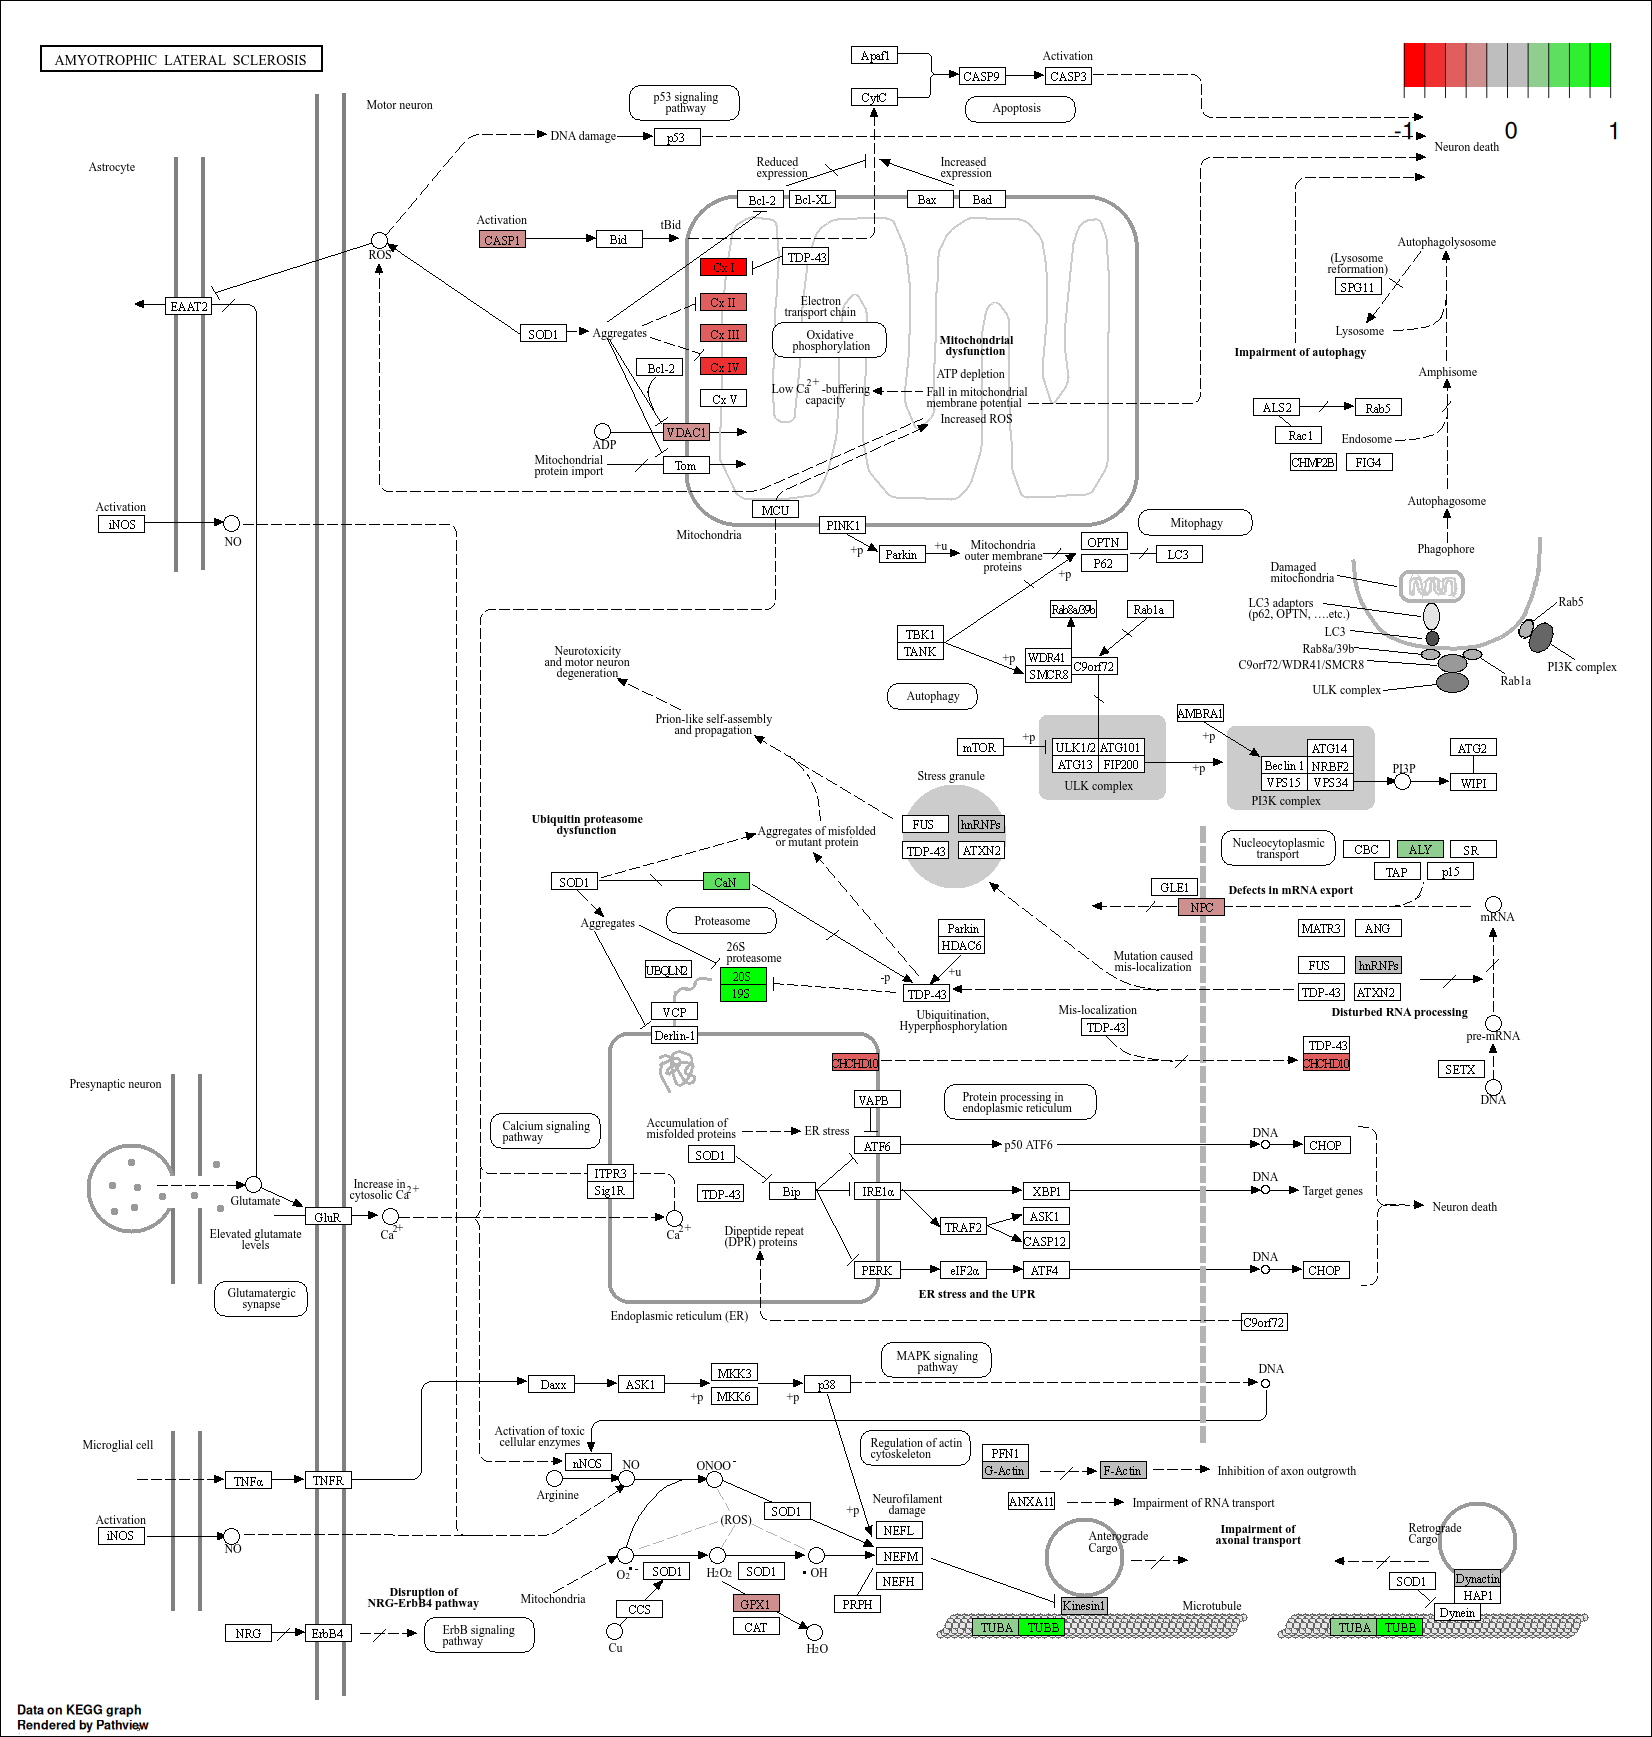 AMYOTROPHIC LATERAL SCLEROSIS
-1
0
1
Motor neuron
Astrocyte
p53 signaling
pathway
Apaf1
CytC
CASP9
Activation
CASP3
Apoptosis
DNA damage
p53
Neuron death
Reduced
expression
Increased
expression
Bcl-2
Bcl-XL
Bax
Bad
Activation
CASP1
Bid
tBid
ROS
EAAT2
SOD1
Aggregates
Cx I
Cx II
Cx III
Cx IV
Cx V
TDP-43
Electron
transport chain
Oxidative
phosphorylation
Mitochondrial
dysfunction
ATP depletion
Low Ca2+ -buffering
capacity
Fall in mitochondrial
membrane potential
Increased ROS
Bcl-2
VDAC1
ADP
Mitochondrial
protein import
Tom
MCU
Mitochondria
PINK1
+p
Parkin
+u
Mitochondria
outer membrane
proteins
Mitophagy
OPTN
P62
LC3
+p
Autophagolysosome
(Lysosome
reformation)
SPG11
Lysosome
Impairment of autophagy
Amphisome
ALS2
Rab5
Rac1
Endosome
CHMP2B
FIG4
Autophagosome
Phagophore
Damaged
mitochondria
LC3 adaptors
(p62, OPTN, ....etc.)
LC3
Rab8a/39b
C9orf72/WDR41/SMCR8
ULK complex
Rab5
PI3K complex
Rab1a
Activation
iNOS
NO
TBK1
TANK
Rab8a/39b
Rab1a
+p
WDR41
SMCR8
C9orf72
Autophagy
Neurotoxicity
and motor neuron
degeneration
Prion-like self-assembly
and propagation
mTOR
+p
ULK1/2
ATG101
ATG13
FIP200
ULK complex
+p
AMBRA1
+p
ATG14
Beclin 1
NRBF2
VPS15
VPS34
PI3K complex
PI3P
ATG2
WIPI
Stress granule
FUS
hnRNPs
TDP-43
ATXN2
Ubiquitin proteasome
dysfunction
Aggregates of misfolded
or mutant protein
SOD1
CaN
Aggregates
Proteasome
26S
proteasome
20S
19S
UBQLN2
VCP
Derlin-1
Parkin
HDAC6
+u
-p
TDP-43
Ubiquitination,
Hyperphosphorylation
Nucleocytoplasmic
transport
CBC
ALY
SR
TAP
p15
GLE1
Defects in mRNA export
NPC
mRNA
MATR3
ANG
FUS
hnRNPs
TDP-43
ATXN2
Mutation caused
mis-localization
Disturbed RNA processing
Mis-localization
TDP-43
TDP-43
CHCHD10
CHCHD10
pre-mRNA
SETX
DNA
Presynaptic neuron
Calcium signaling
pathway
Accumulation of
misfolded proteins
ER stress
VAPB
ATF6
Protein processing in
endoplasmic reticulum
p50 ATF6
DNA
CHOP
SOD1
ITPR3
Sig1R
TDP-43
Bip
IRE1α
XBP1
DNA
Target genes
TRAF2
ASK1
CASP12
Neuron death
Glutamate
Increase in
cytosolic Ca2+
GluR
Ca2+
Ca2+
Elevated glutamate
levels
Glutamatergic
synapse
Dipeptide repeat
(DPR) proteins
PERK
eIF2α
ATF4
DNA
CHOP
ER stress and the UPR
Endoplasmic reticulum (ER)
C9orf72
MAPK signaling
pathway
Daxx
ASK1
+p
MKK3
MKK6
+p
p38
DNA
Microglial cell
TNFα
TNFR
Activation of toxic
cellular enzymes
nNOS
Arginine
NO
ONOO-
Regulation of actin
cytoskeleton
PFN1
G-Actin
F-Actin
Inhibition of axon outgrowth
ANXA11
Impairment of RNA transport
Activation
iNOS
NO
SOD1
(ROS)
+p
Neurofilament
damage
NEFL
NEFM
NEFH
PRPH
O2·-
SOD1
H2O2
SOD1
·OH
CCS
Cu
GPX1
CAT
H2O
Mitochondria
Disruption of
NRG-ErbB4 pathway
NRG
ErbB4
ErbB signaling
pathway
Anterograde
Cargo
Impairment of
axonal transport
Retrograde
Cargo
Kinesin1
Microtubule
SOD1
Dynactin
HAP1
Dynein
TUBA
TUBB
TUBA
TUBB
Data on KEGG graph
Rendered by Pathview